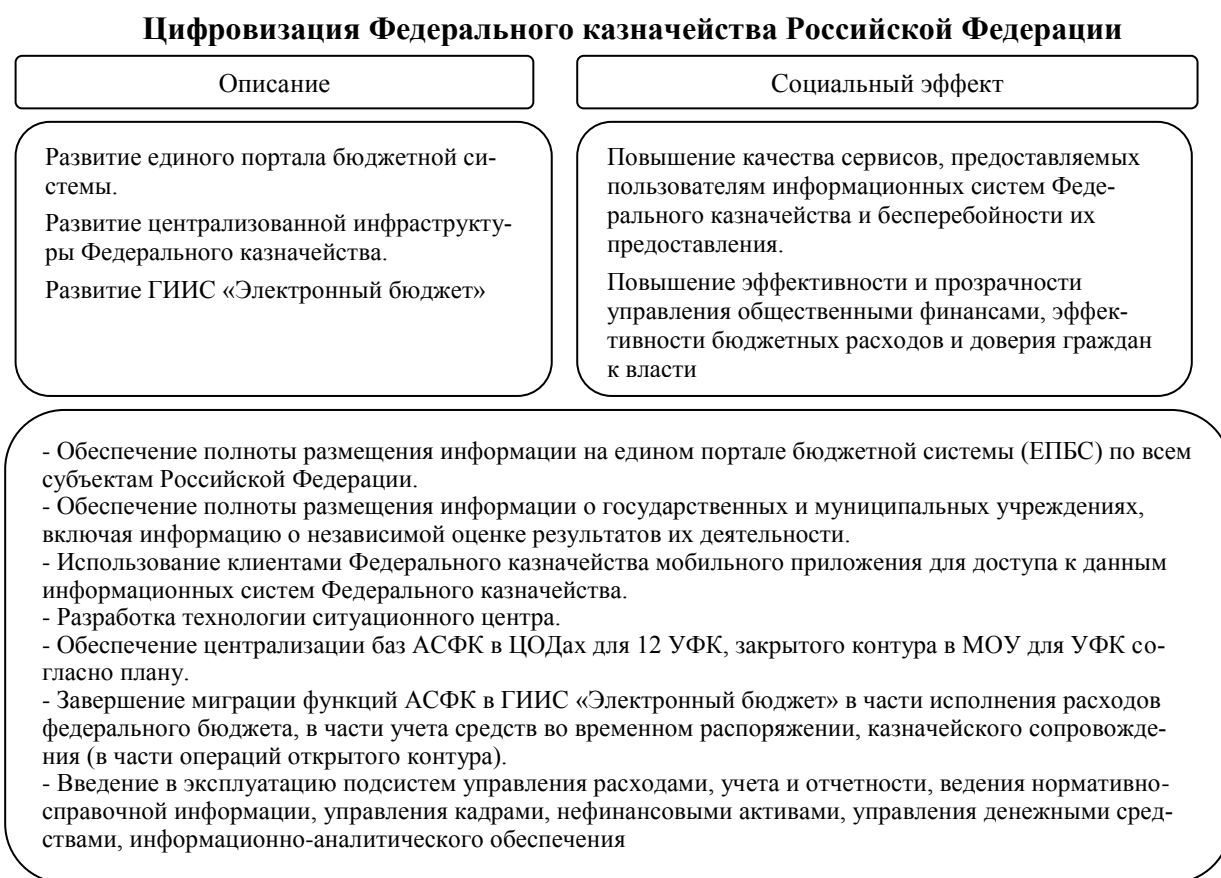 Цифровизация Федерального казначейства Российской Федерации
Описание
Социальный эффект
Развитие единого портала бюджетной си-
стемы.
Развитие централизованной инфраструкту-
ры Федерального казначейства.
Развитие ГИИС «Электронный бюджет»
Повышение качества сервисов, предоставляемых
пользователям информационных систем Феде-
рального казначейства и бесперебойности их
предоставления.
Повышение эффективности и прозрачности
управления общественными финансами, эффек-
тивности бюджетных расходов и доверия граждан
к власти
- Обеспечение полноты размещения информации на едином портале бюджетной системы (ЕПБС) по всем
субъектам Российской Федерации.
- Обеспечение полноты размещения информации о государственных и муниципальных учреждениях,
включая информацию о независимой оценке результатов их деятельности.
- Использование клиентами Федерального казначейства мобильного приложения для доступа к данным
информационных систем Федерального казначейства.
- Разработка технологии ситуационного центра.
- Обеспечение централизации баз АСФК в ЦОДах для 12 УФК, закрытого контура в МОУ для УФК со-
гласно плану.
- Завершение миграции функций АСФК в ГИИС «Электронный бюджет» в части исполнения расходов
федерального бюджета, в части учета средств во временном распоряжении, казначейского сопровожде-
ния (в части операций открытого контура).
- Введение в эксплуатацию подсистем управления расходами, учета и отчетности, ведения нормативно-
справочной информации, управления кадрами, нефинансовыми активами, управления денежными сред-
ствами, информационно-аналитического обеспечения